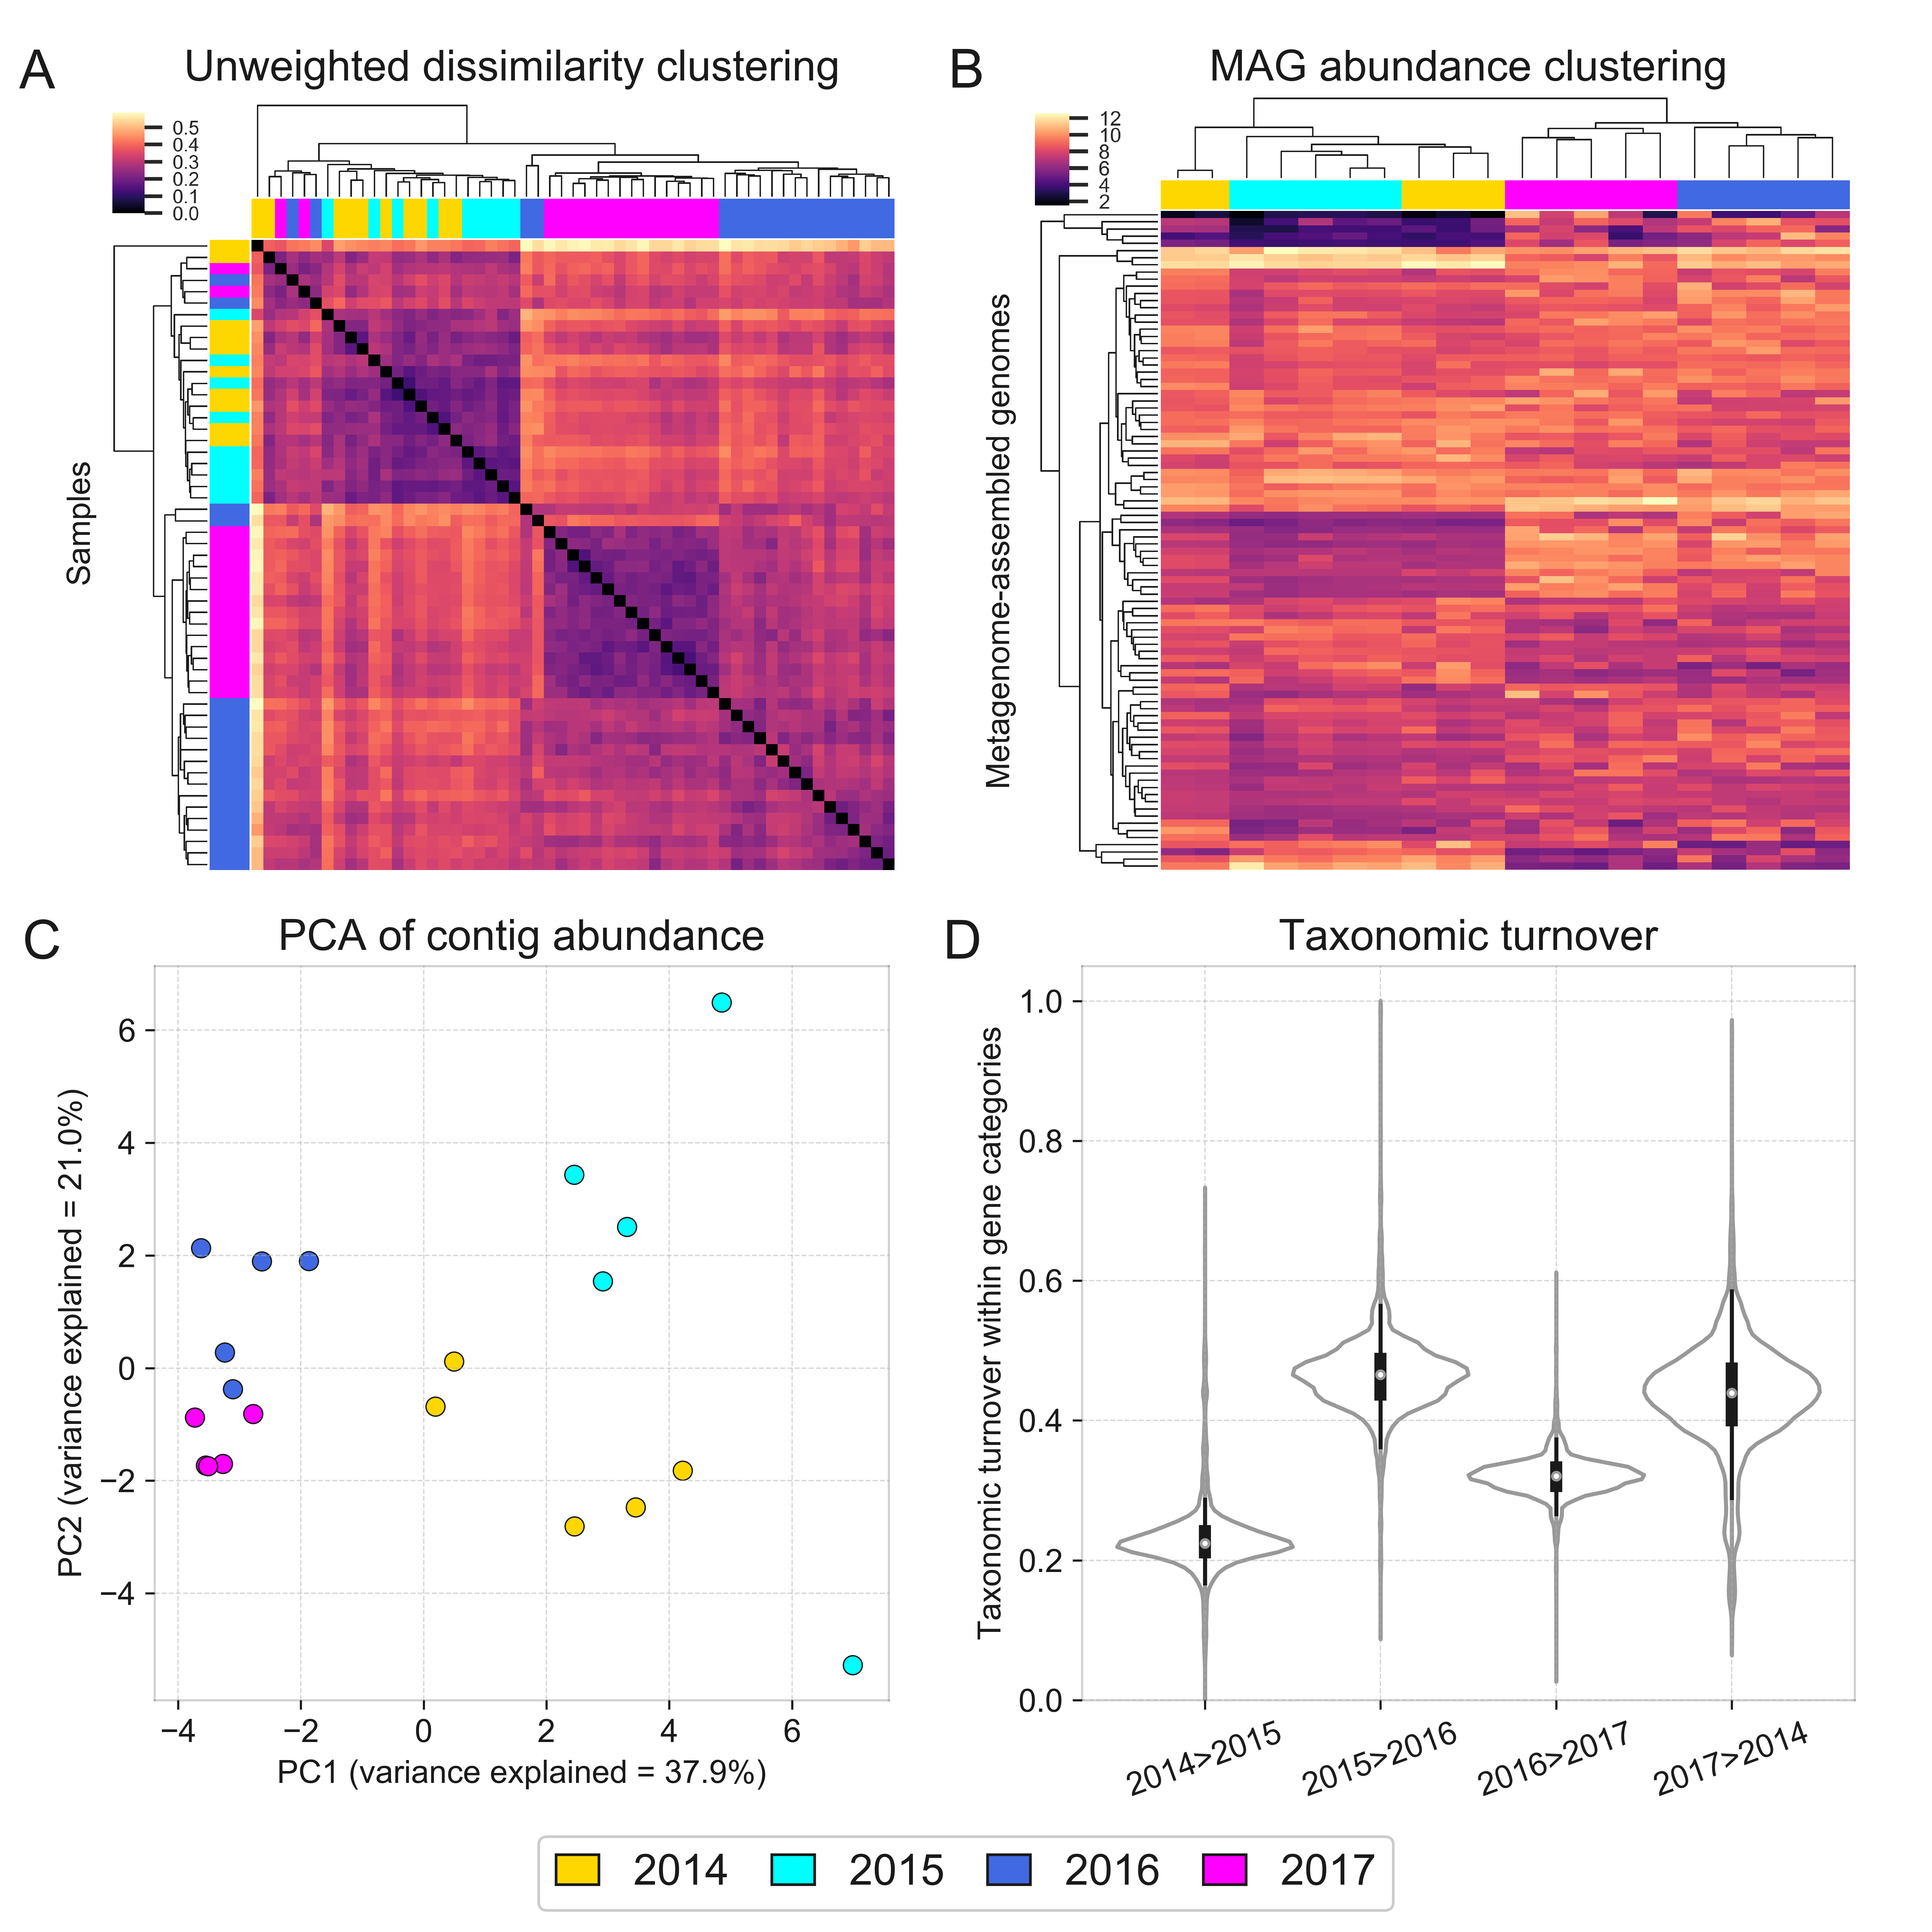 A
Unweighted dissimilarity clustering
0.5
0.4
0.3
0.2
0.1
0.0
Samples
B
MAG abundance clustering
12
10
8
6
4
2
Metagenome-assembled genomes
C
PCA of contig abundance
6
4
2
0
−2
−4
PC2 (variance explained = 21.0%)
−4 −2 0 2 4 6
PC1 (variance explained = 37.9%)
D
Taxonomic turnover
1.0
0.8
0.6
0.4
0.2
0.0
Taxonomic turnover within gene categories
2014>2015 2015>2016 2016>2017 2017>2014
2014 2015 2016 2017